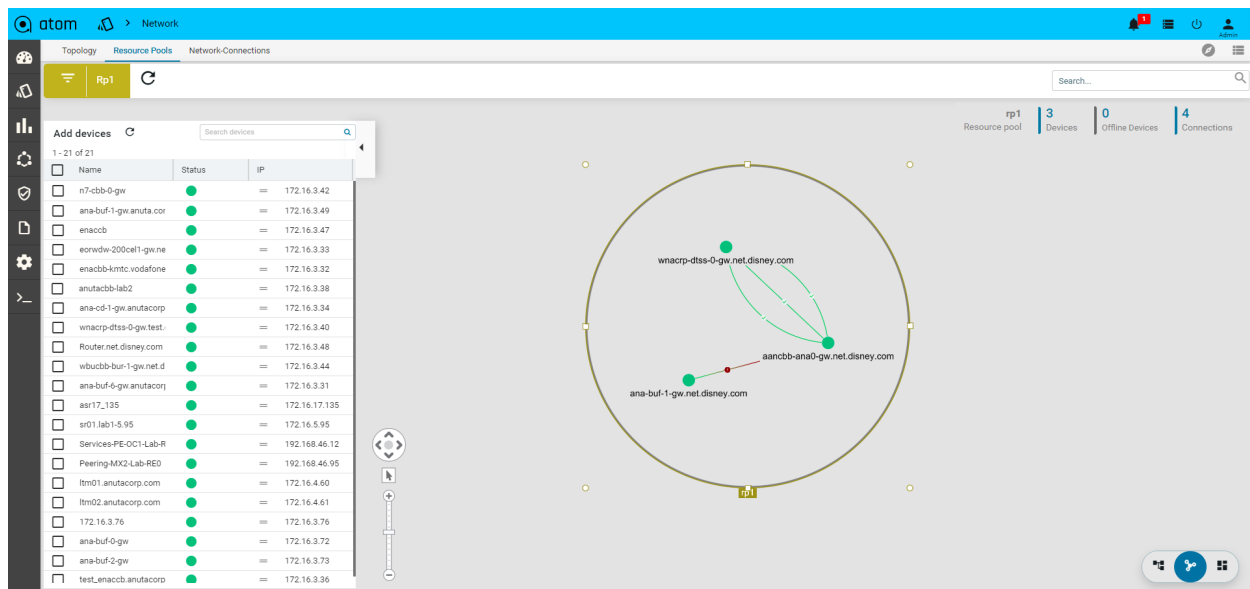 atom > Network 1 Admin
Topology Resource Pools Network-Connections
Rp1 Search...
rp1 3 0 4
Resource pool Devices Offline Devices Connections
Add devices Search devices
1 - 21 of 21
Name Status IP
n7-cbb-0-gw = 172.16.3.42
ana-buf-1-gw.anuta.cor = 172.16.3.49
enaccb = 172.16.3.47
eorwdw-200cel1-gw.ne = 172.16.3.33
enacbb-kmtc.vodafone = 172.16.3.32
anutacbb-lab2 = 172.16.3.38
ana-cd-1-gw.anutacorp = 172.16.3.34
wnacrp-dtss-0-gw.test. = 172.16.3.40
Router.net.disney.com = 172.16.3.48
wbucbb-bur-1-gw.net.d = 172.16.3.44
ana-buf-6-gw.anutacorp = 172.16.3.31
asr17_135 = 172.16.17.135
sr01.lab1-5.95 = 172.16.5.95
Services-PE-OC1-Lab-R = 192.168.46.12
Peering-MX2-Lab-RE0 = 192.168.46.95
ltm01.anutacorp.com = 172.16.4.60
ltm02.anutacorp.com = 172.16.4.61
172.16.3.76 = 172.16.3.76
ana-buf-0-gw = 172.16.3.72
ana-buf-2-gw = 172.16.3.73
test_enaccb.anutacorp = 172.16.3.36
wnacrp-dtss-0-gw.net.disney.com
aancbb-ana0-gw.net.disney.com
ana-buf-1-gw.net.disney.com
rp1